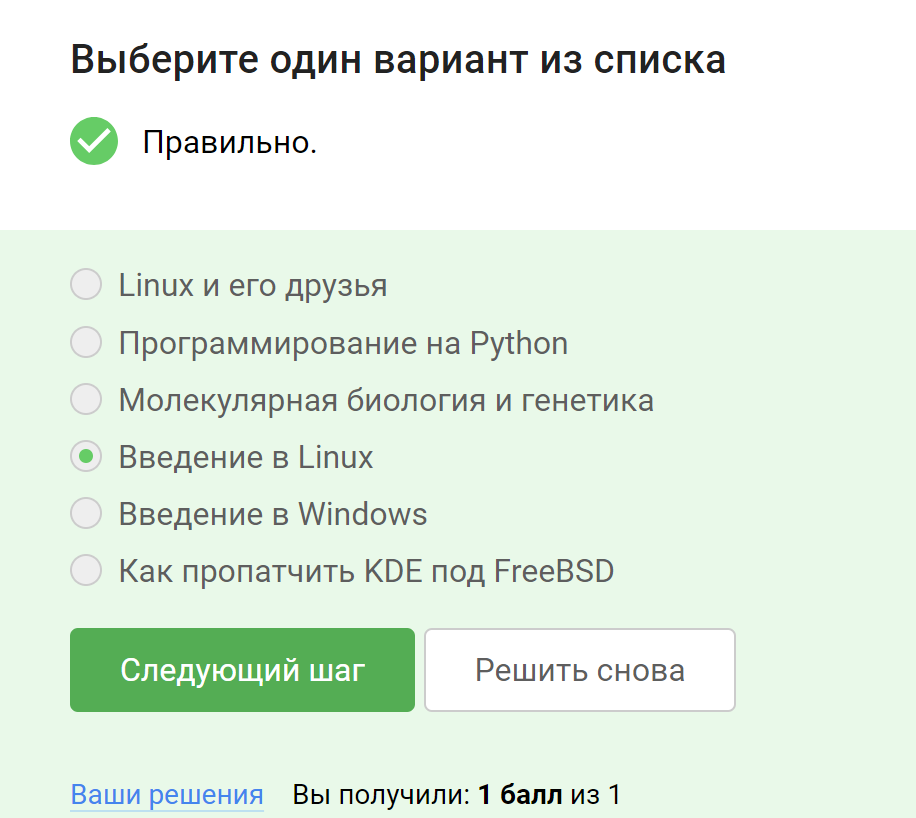 Выберите один вариант из списка
Правильно.
Linux и его друзья
Программирование на Python
Молекулярная биология и генетика
Введение в Linux
Введение в Windows
Как пропатчить KDE под FreeBSD
Следующий шаг Решить снова
Ваши решения Вы получили: 1 балл из 1